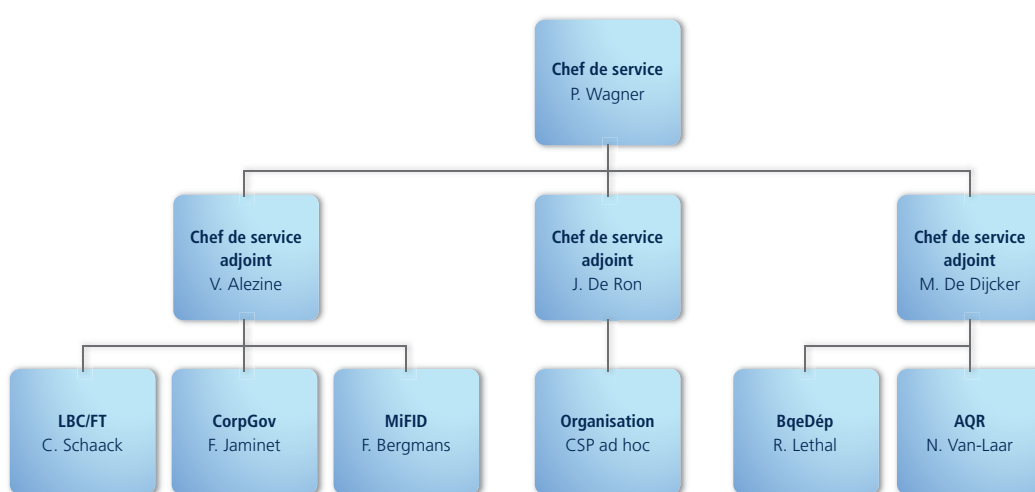 Chef de service
P. Wagner
Chef de service
adjoint
V. Alezine
Chef de service
adjoint
J. De Ron
Chef de service
adjoint
M. De Dijcker
LBC/FT
C. Schaack
CorpGov
F. Jaminet
MiFID
F. Bergmans
Organisation
CSP ad hoc
BqeDép
R. Lethal
AQR
N. Van-Laar